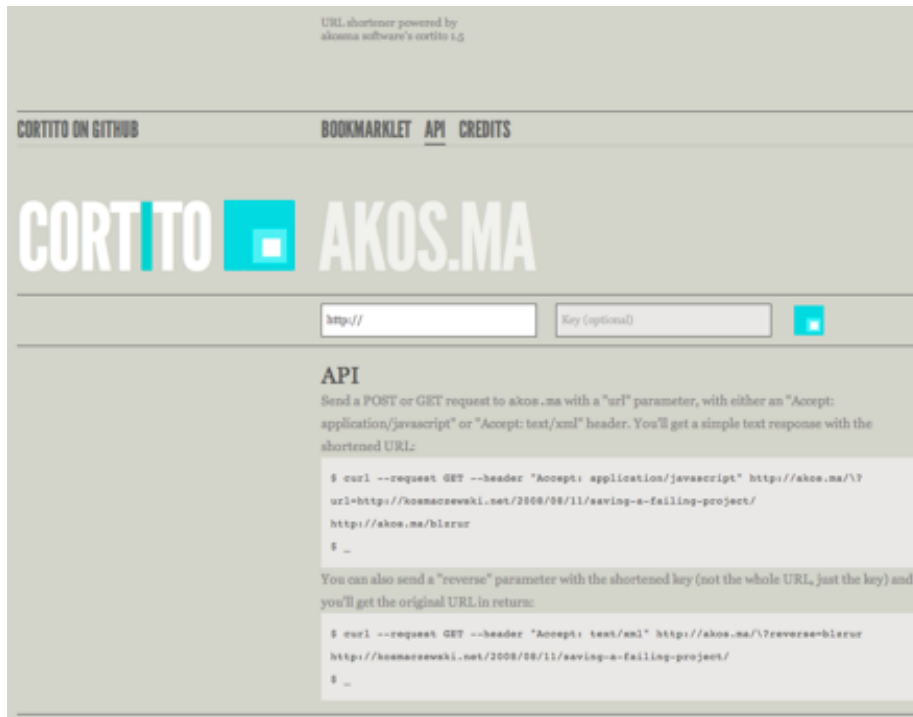 URL shortener powered by
akosma software's cortito 1.5
CORTITO ON GITHUB
BOOKMARKLET API CREDITS
CORTITO AKOS.MA
http:// Key (optional)
API
Send a POST or GET request to akos.ma with a "url" parameter, with either an "Accept:
application/javascript" or "Accept: text/xml" header. You'll get a simple text response with the
shortened URL:
$ curl --request GET --header "Accept: application/javascript" http://akos.ma/\?
url=http://kosmaczewski.net/2008/08/11/saving-a-failing-project/
http://akos.ma/blzrur
$ _
You can also send a "reverse" parameter with the shortened key (not the whole URL, just the key) and
you'll get the original URL in return:
$ curl --request GET --header "Accept: text/xml" http://akos.ma/\?reverse=blzrur
http://kosmaczewski.net/2008/08/11/saving-a-failing-project/
$ _